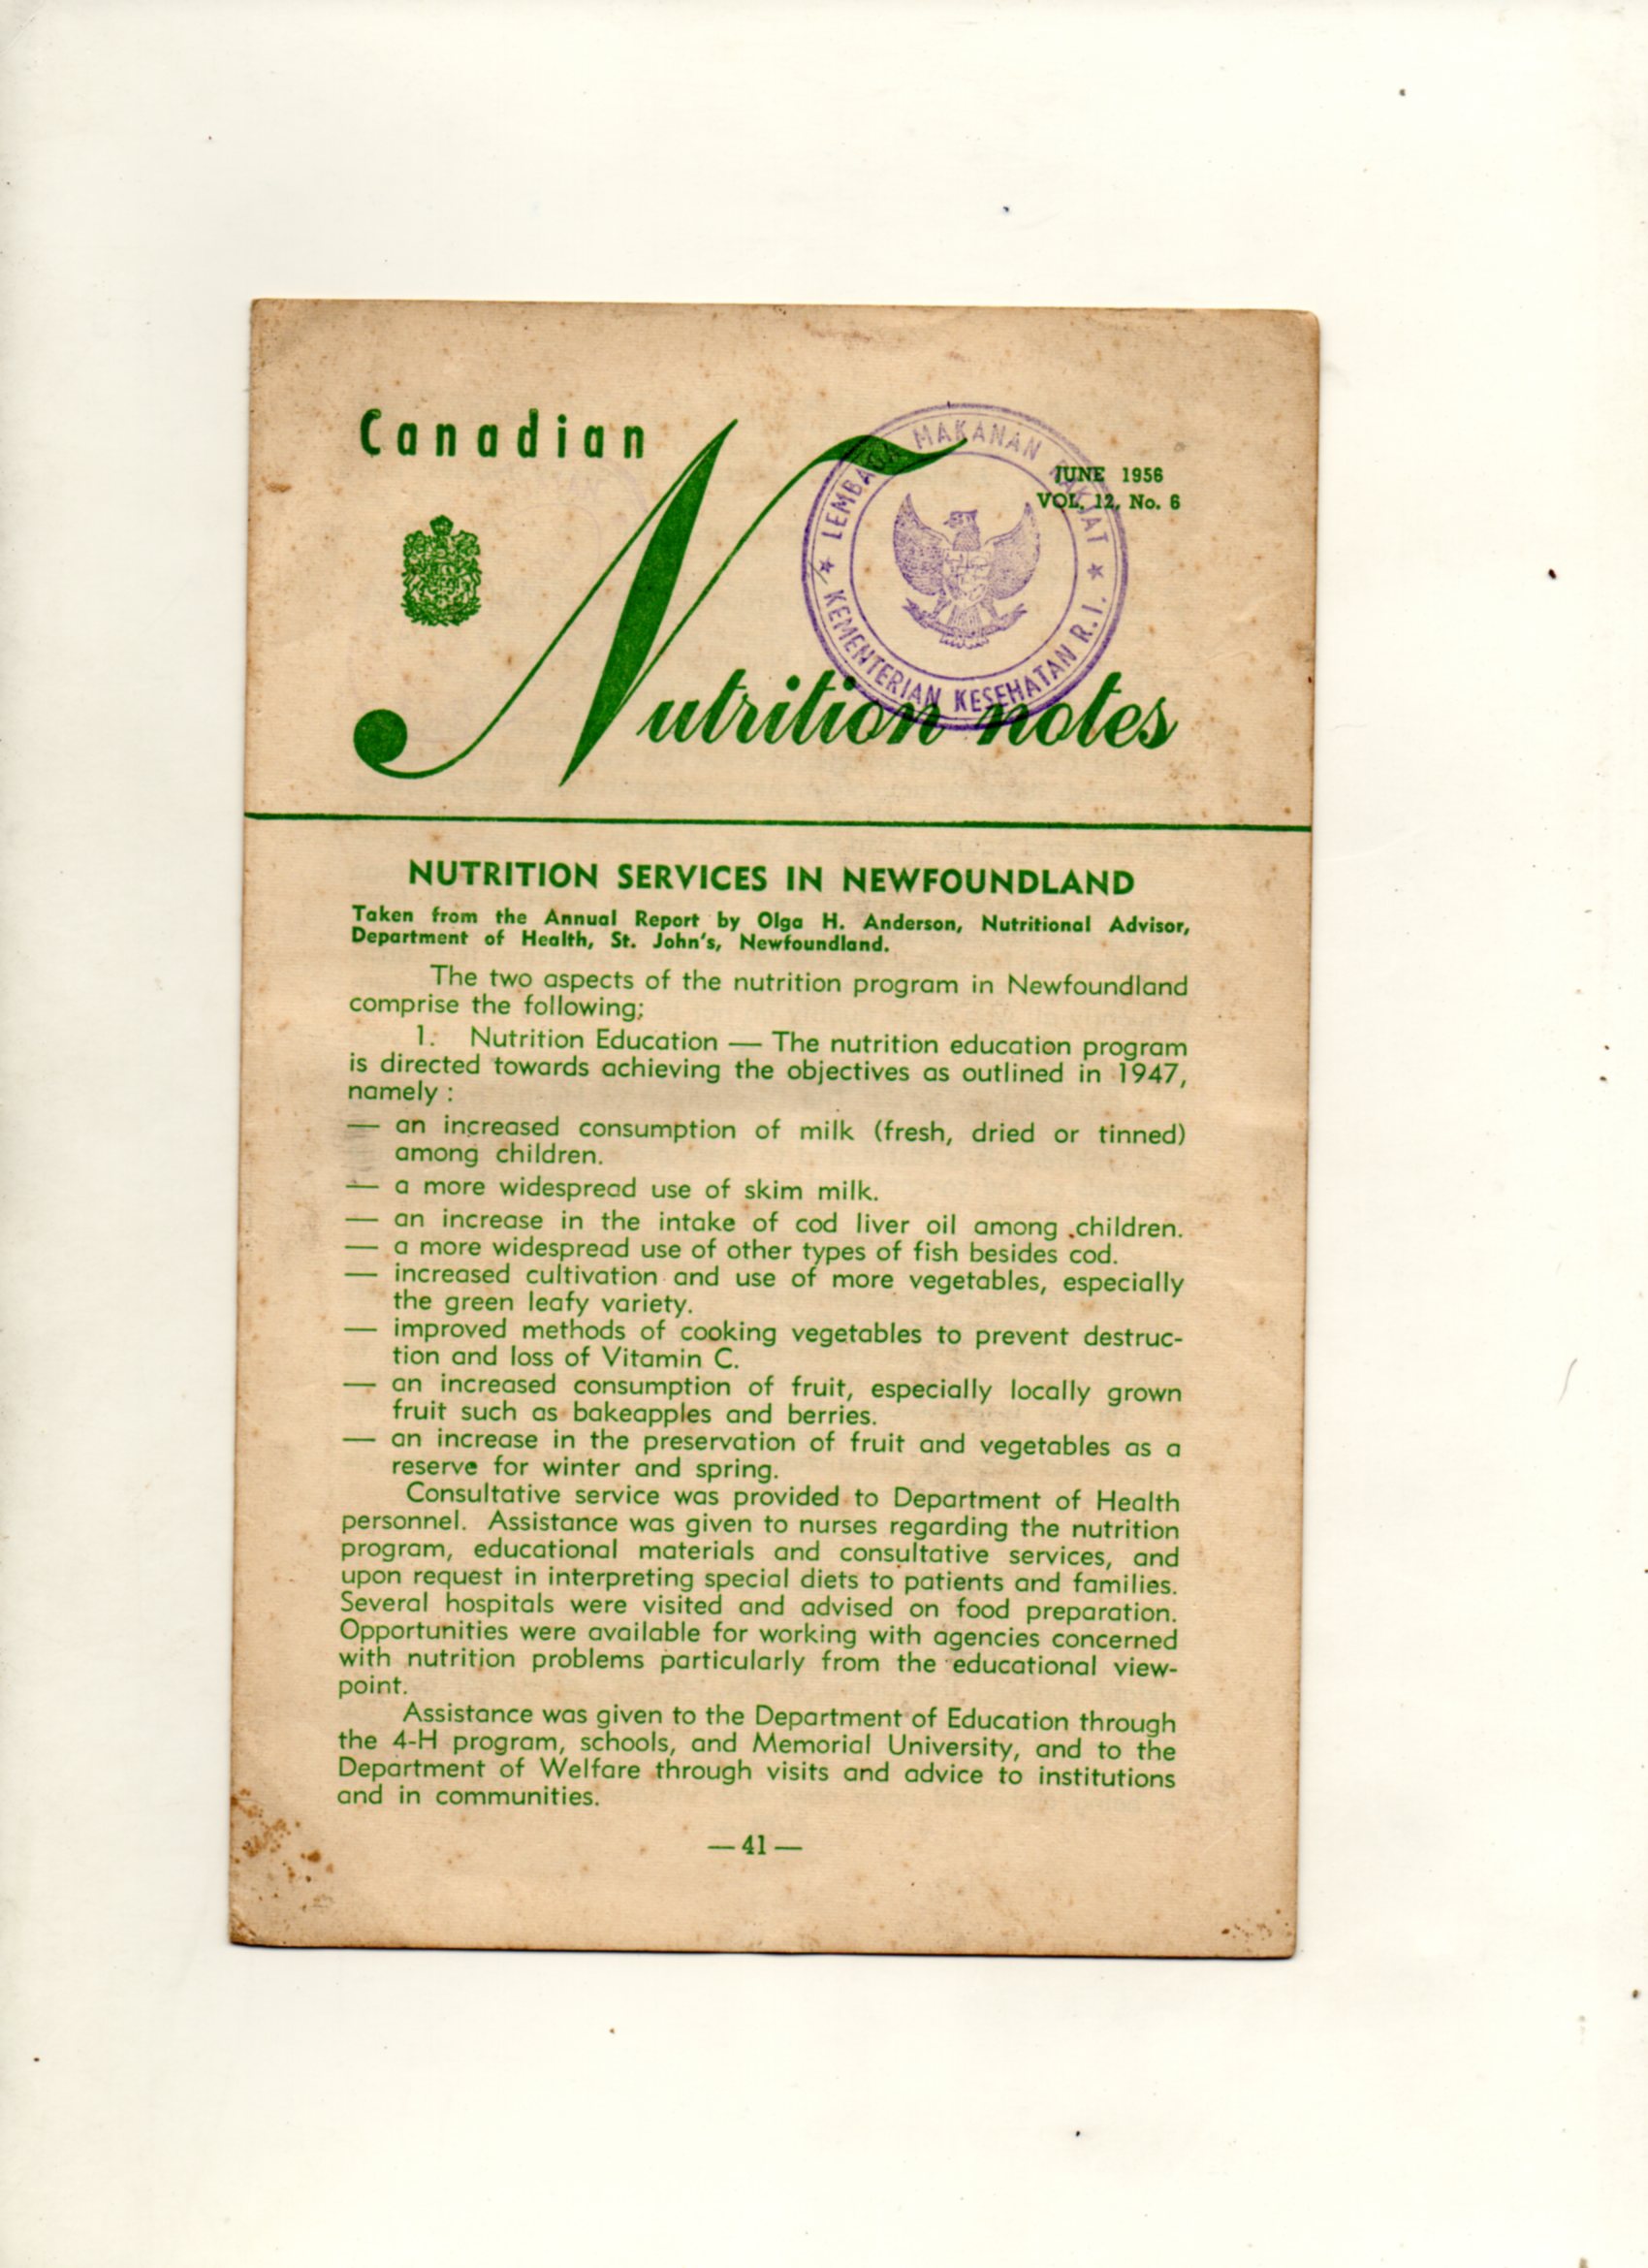 Canadian
Nutrition notes
JUNE 1956
VOL. 12, No. 6
★ LEMBAGA MAKANAN RAKJAT ★
KEMENTERIAN KESEHATAN R.I.
NUTRITION SERVICES IN NEWFOUNDLAND
Taken from the Annual Report by Olga H. Anderson, Nutritional Advisor,
Department of Health, St. John's, Newfoundland.
The two aspects of the nutrition program in Newfoundland
comprise the following;
1. Nutrition Education — The nutrition education program
is directed towards achieving the objectives as outlined in 1947,
namely :
— an increased consumption of milk (fresh, dried or tinned)
among children.
— a more widespread use of skim milk.
— an increase in the intake of cod liver oil among children.
— a more widespread use of other types of fish besides cod.
— increased cultivation and use of more vegetables, especially
the green leafy variety.
— improved methods of cooking vegetables to prevent destruc-
tion and loss of Vitamin C.
— an increased consumption of fruit, especially locally grown
fruit such as bakeapples and berries.
— an increase in the preservation of fruit and vegetables as a
reserve for winter and spring.
Consultative service was provided to Department of Health
personnel. Assistance was given to nurses regarding the nutrition
program, educational materials and consultative services, and
upon request in interpreting special diets to patients and families.
Several hospitals were visited and advised on food preparation.
Opportunities were available for working with agencies concerned
with nutrition problems particularly from the educational view-
point.
Assistance was given to the Department of Education through
the 4-H program, schools, and Memorial University, and to the
Department of Welfare through visits and advice to institutions
and in communities.
— 41 —